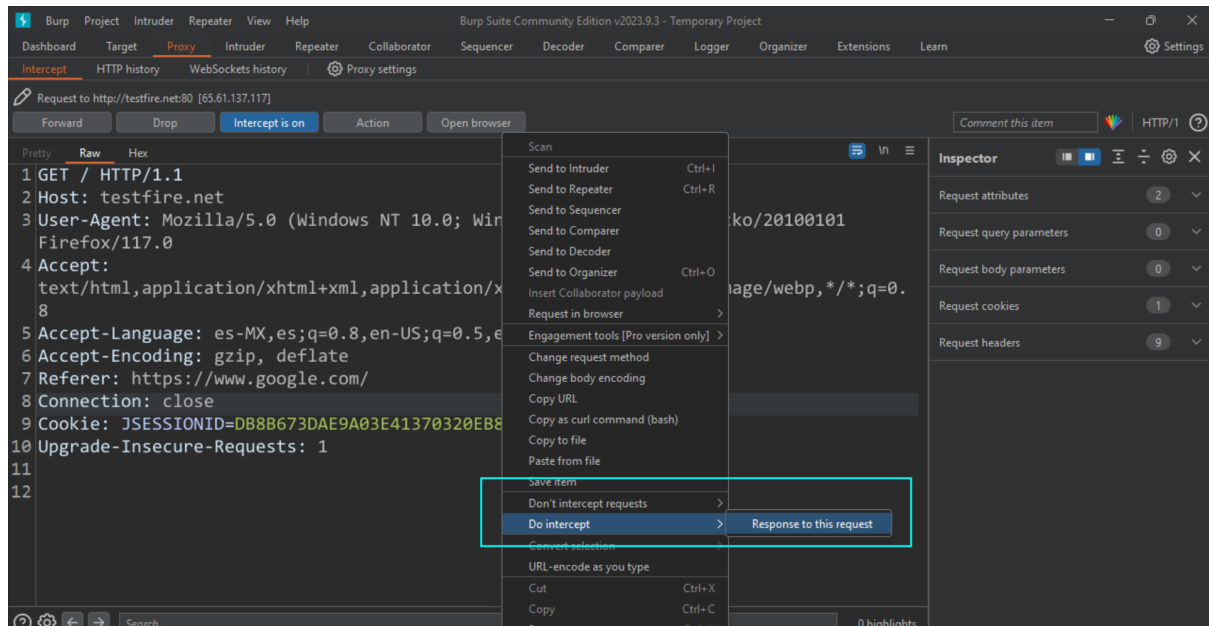 Burp Project Intruder Repeater View Help Burp Suite Community Edition v2023.9.3 - Temporary Project
Dashboard Target Proxy Intruder Repeater Collaborator Sequencer Decoder Comparer Logger Organizer Extensions Learn Settings
Intercept HTTP history WebSockets history Proxy settings
Request to http://testfire.net:80 [65.61.137.117]
Forward Drop Intercept is on Action Open browser Comment this item HTTP/1
Pretty Raw Hex \n
Inspector
1 GET / HTTP/1.1
2 Host: testfire.net
3 User-Agent: Mozilla/5.0 (Windows NT 10.0; Win ko/20100101
Firefox/117.0
4 Accept:
text/html,application/xhtml+xml,application/x age/webp,*/*;q=0.
8
5 Accept-Language: es-MX,es;q=0.8,en-US;q=0.5,e
6 Accept-Encoding: gzip, deflate
7 Referer: https://www.google.com/
8 Connection: close
9 Cookie: JSESSIONID=DB8B673DAE9A03E41370320EB8
10 Upgrade-Insecure-Requests: 1
11
12
Scan
Send to Intruder Ctrl+I
Send to Repeater Ctrl+R
Send to Sequencer
Send to Comparer
Send to Decoder
Send to Organizer Ctrl+O
Insert Collaborator payload
Request in browser
Engagement tools [Pro version only]
Change request method
Change body encoding
Copy URL
Copy as curl command (bash)
Copy to file
Paste from file
Save item
Don't intercept requests
Do intercept
Response to this request
Convert selection
URL-encode as you type
Cut Ctrl+X
Copy Ctrl+C
Request attributes 2
Request query parameters 0
Request body parameters 0
Request cookies 1
Request headers 9
Search 0 highlights